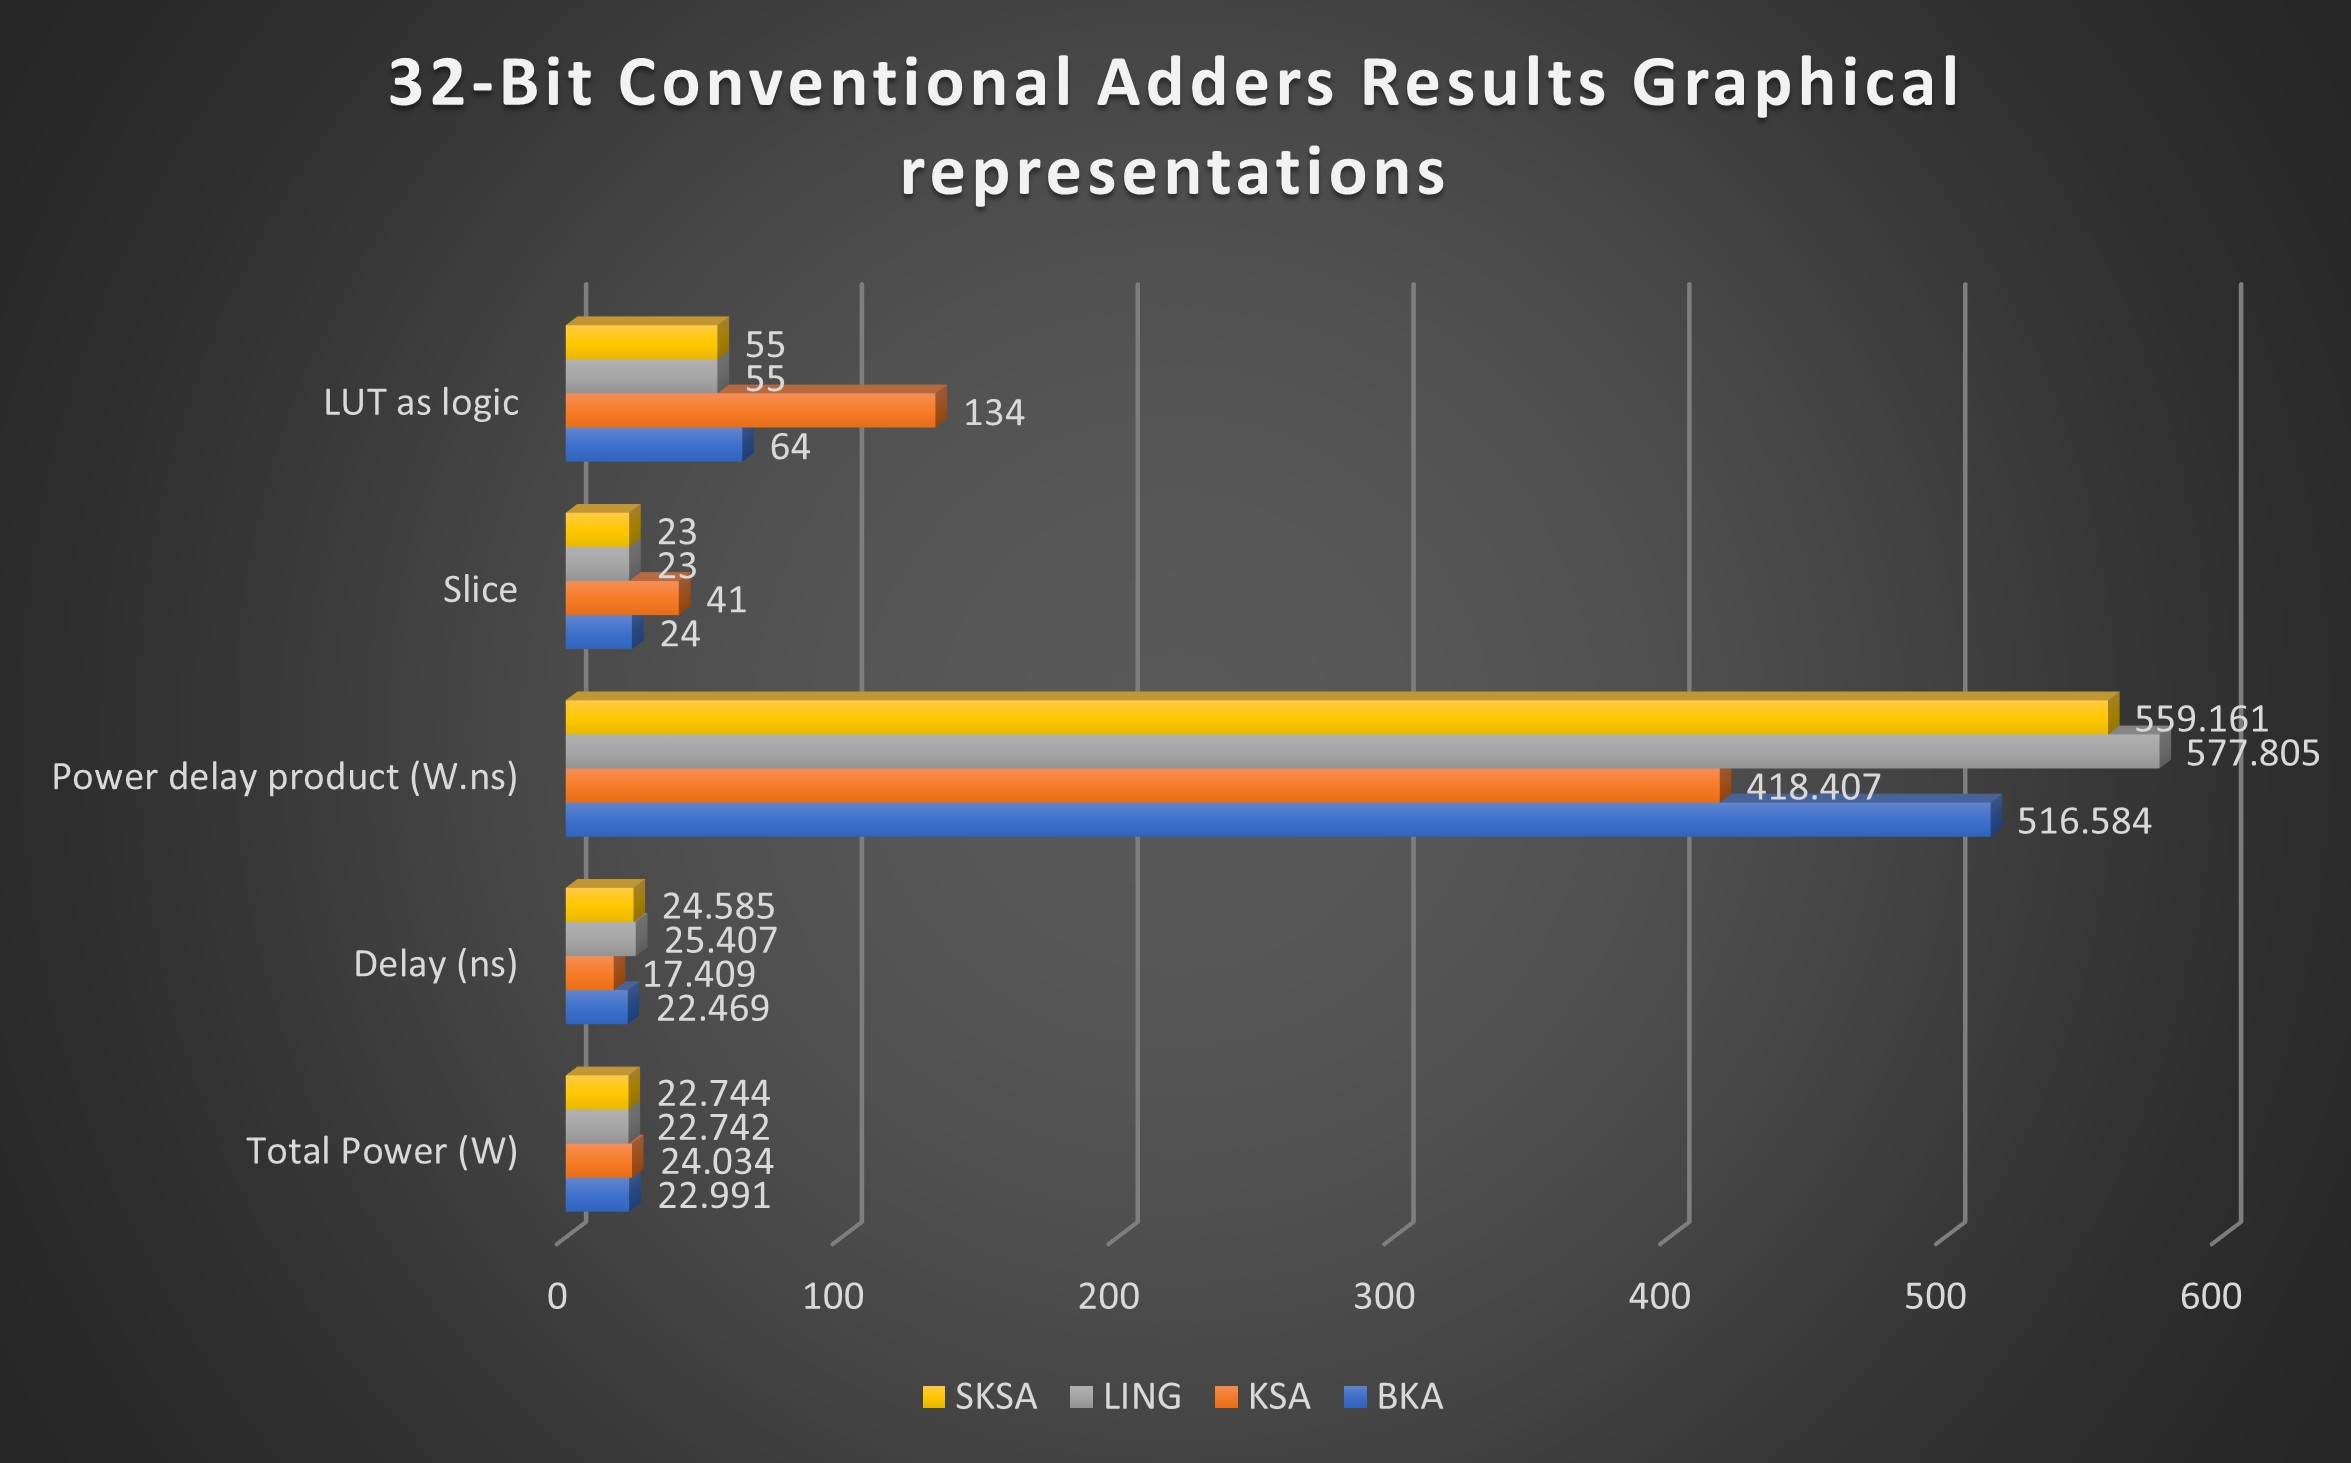 32-Bit Conventional Adders Results Graphical
representations
LUT as logic
55
55
134
64
Slice
23
23
41
24
Power delay product (W.ns)
559.161
577.805
418.407
516.584
Delay (ns)
24.585
25.407
17.409
22.469
Total Power (W)
22.744
22.742
24.034
22.991
0 100 200 300 400 500 600
SKSA LING KSA BKA